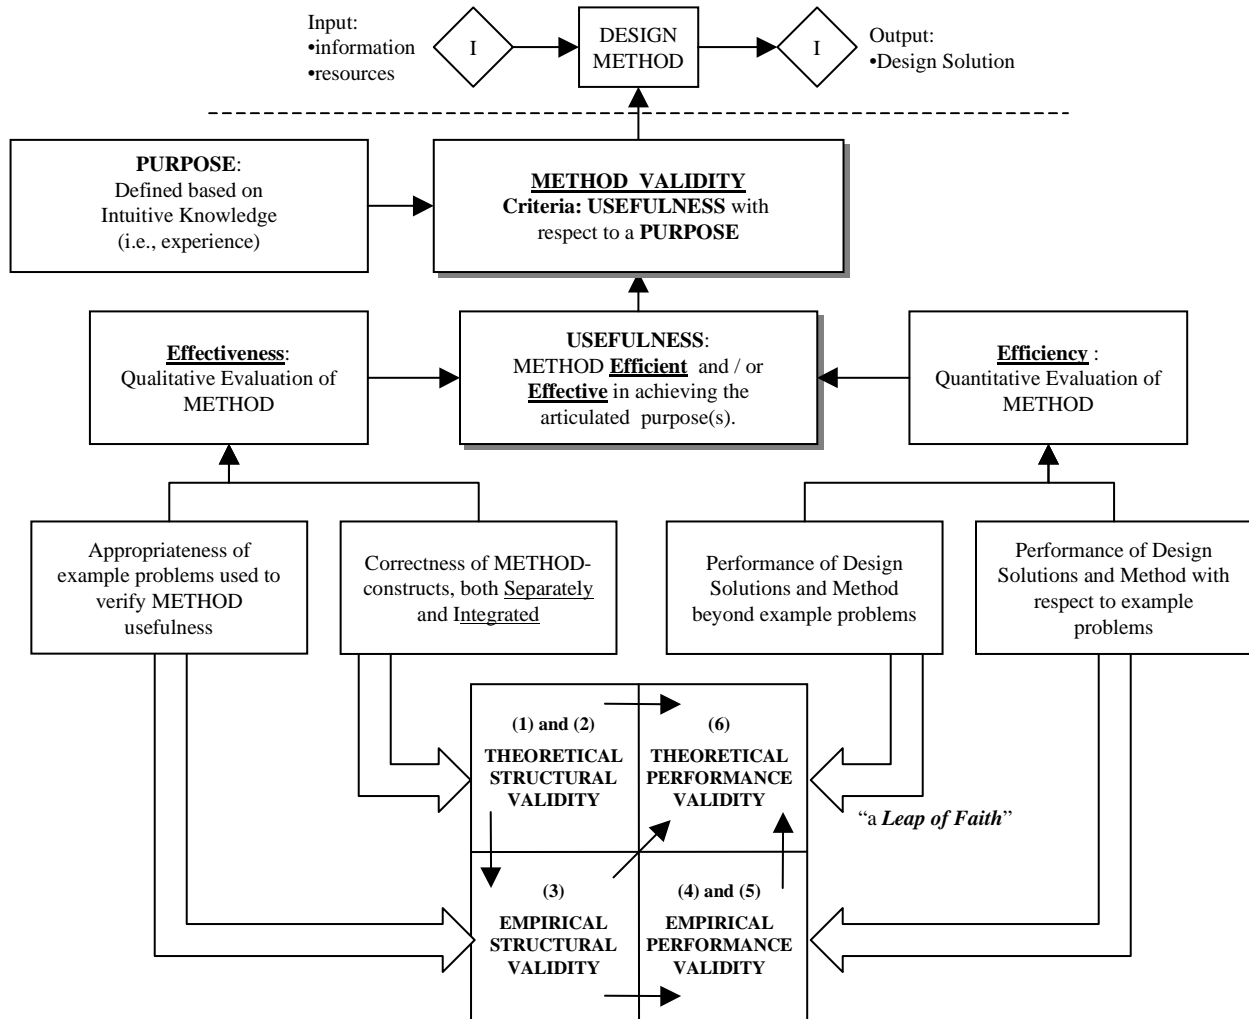 Input:
•information
•resources
I
DESIGN
METHOD
I
Output:
•Design Solution
PURPOSE:
Defined based on
Intuitive Knowledge
(i.e., experience)
METHOD VALIDITY
Criteria: USEFULNESS with
respect to a PURPOSE
Effectiveness:
Qualitative Evaluation of
METHOD
USEFULNESS:
METHOD Efficient and / or
Effective in achieving the
articulated purpose(s).
Efficiency :
Quantitative Evaluation of
METHOD
Appropriateness of
example problems used to
verify METHOD
usefulness
Correctness of METHOD-
constructs, both Separately
and Integrated
Performance of Design
Solutions and Method
beyond example problems
Performance of Design
Solutions and Method with
respect to example
problems
(1) and (2)
THEORETICAL
STRUCTURAL
VALIDITY
(6)
THEORETICAL
PERFORMANCE
VALIDITY
“a Leap of Faith”
(3)
EMPIRICAL
STRUCTURAL
VALIDITY
(4) and (5)
EMPIRICAL
PERFORMANCE
VALIDITY